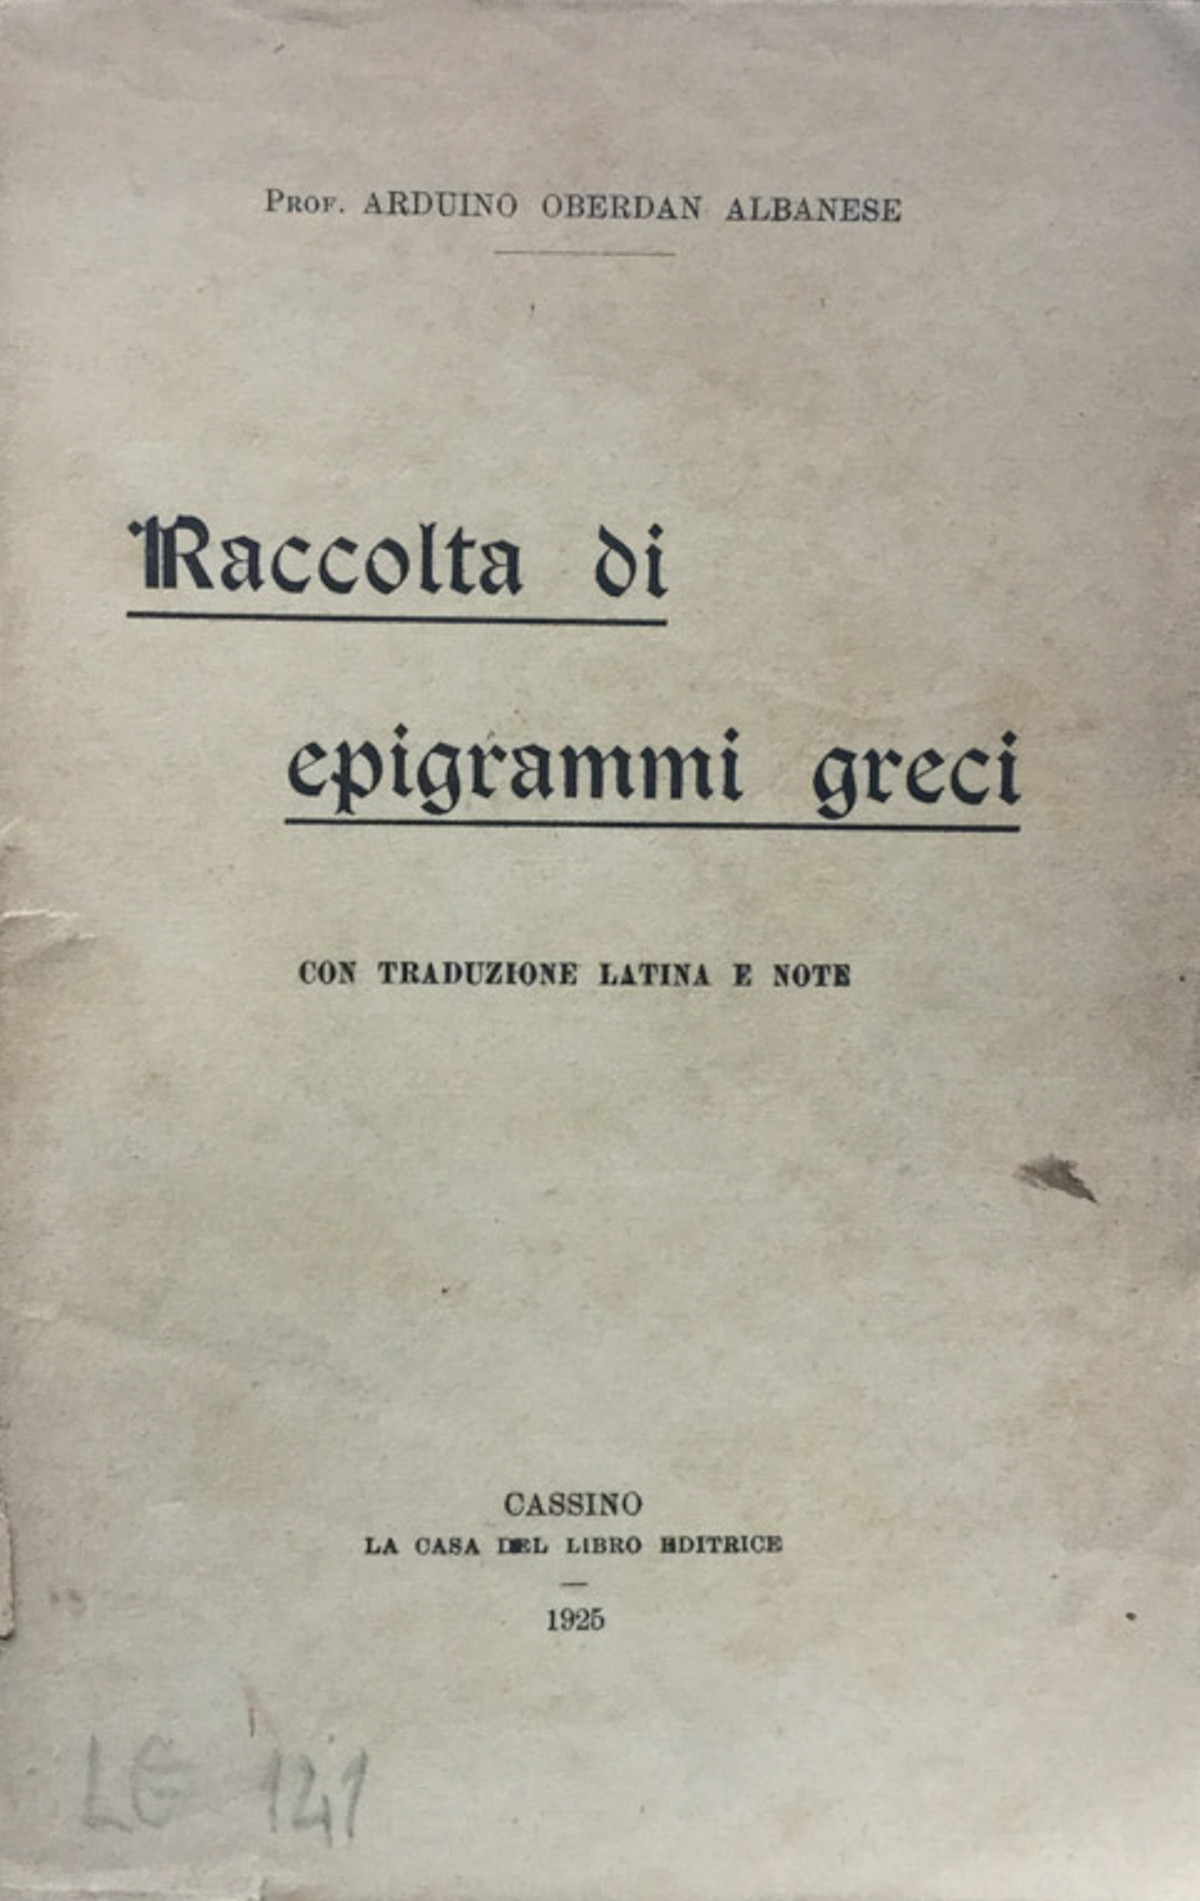 Prof. ARDUINO OBERDAN ALBANESE
Raccolta di
epigrammi greci
CON TRADUZIONE LATINA E NOTE
CASSINO
LA CASA DEL LIBRO EDITRICE
1925
LG 141